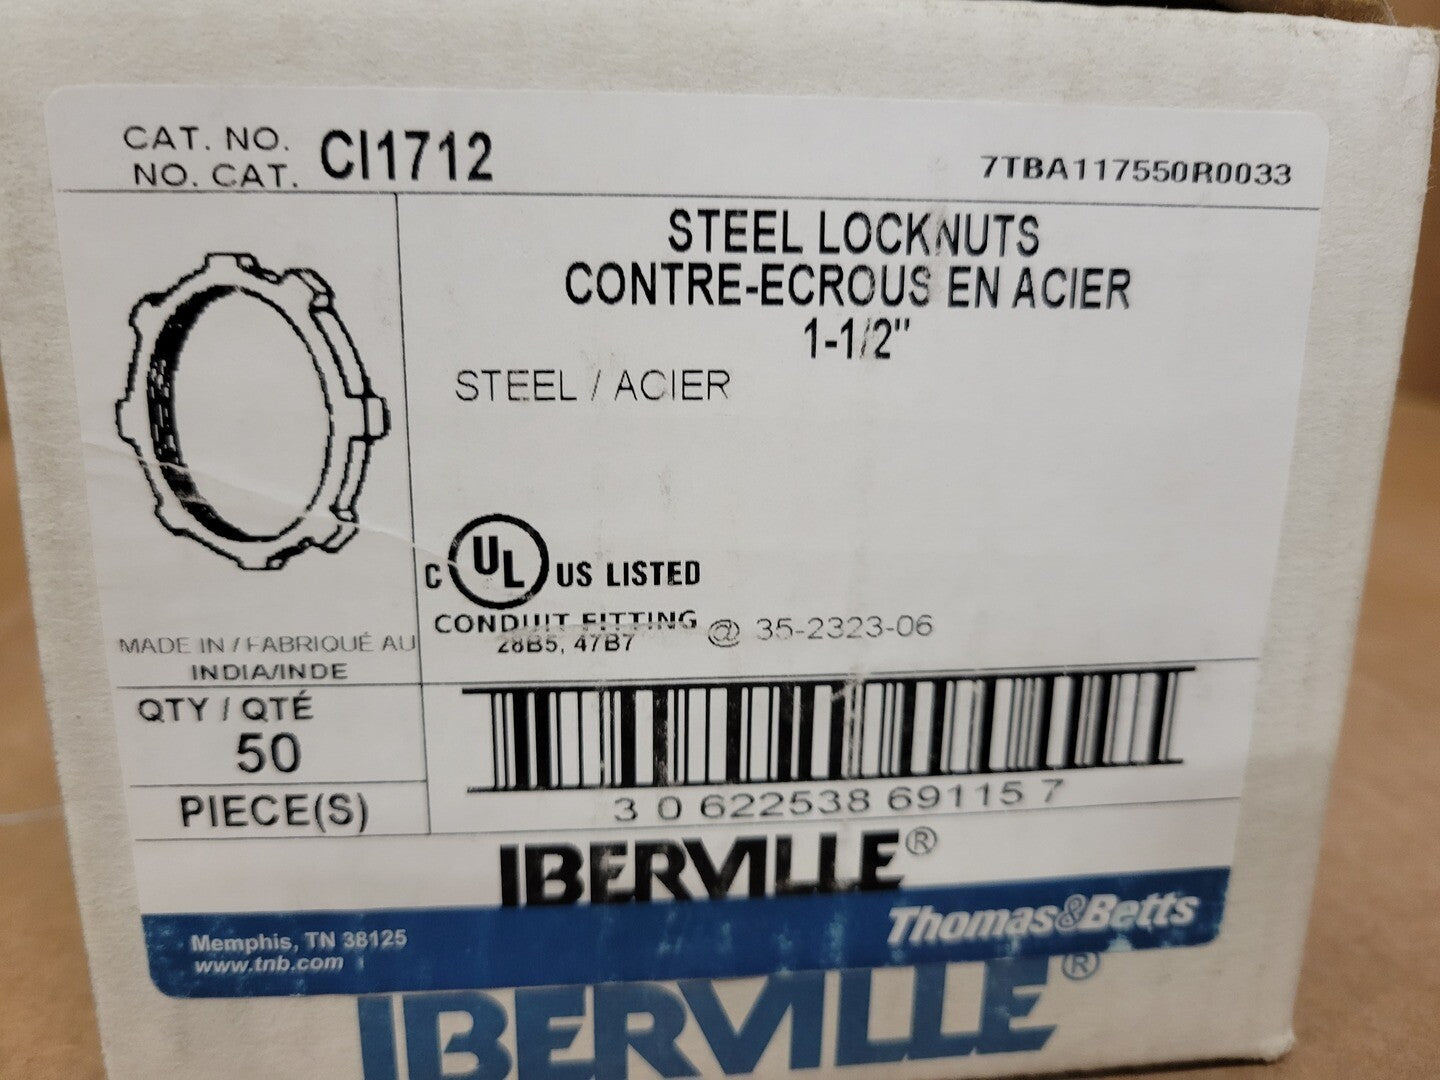 CAT. NO.
NO. CAT. CI1712
7TBA117550R0033
STEEL LOCKNUTS
CONTRE-ECROUS EN ACIER
1-1/2"
STEEL / ACIER
C UL US LISTED
CONDUIT FITTING
28B5, 47B7
@ 35-2323-06
MADE IN / FABRIQUÉ AU
INDIA/INDE
QTY / QTÉ
50
PIECE(S)
3 0 622538 69115 7
IBERVILLE®
Thomas&Betts
Memphis, TN 38125
www.tnb.com
IBERVILLE®